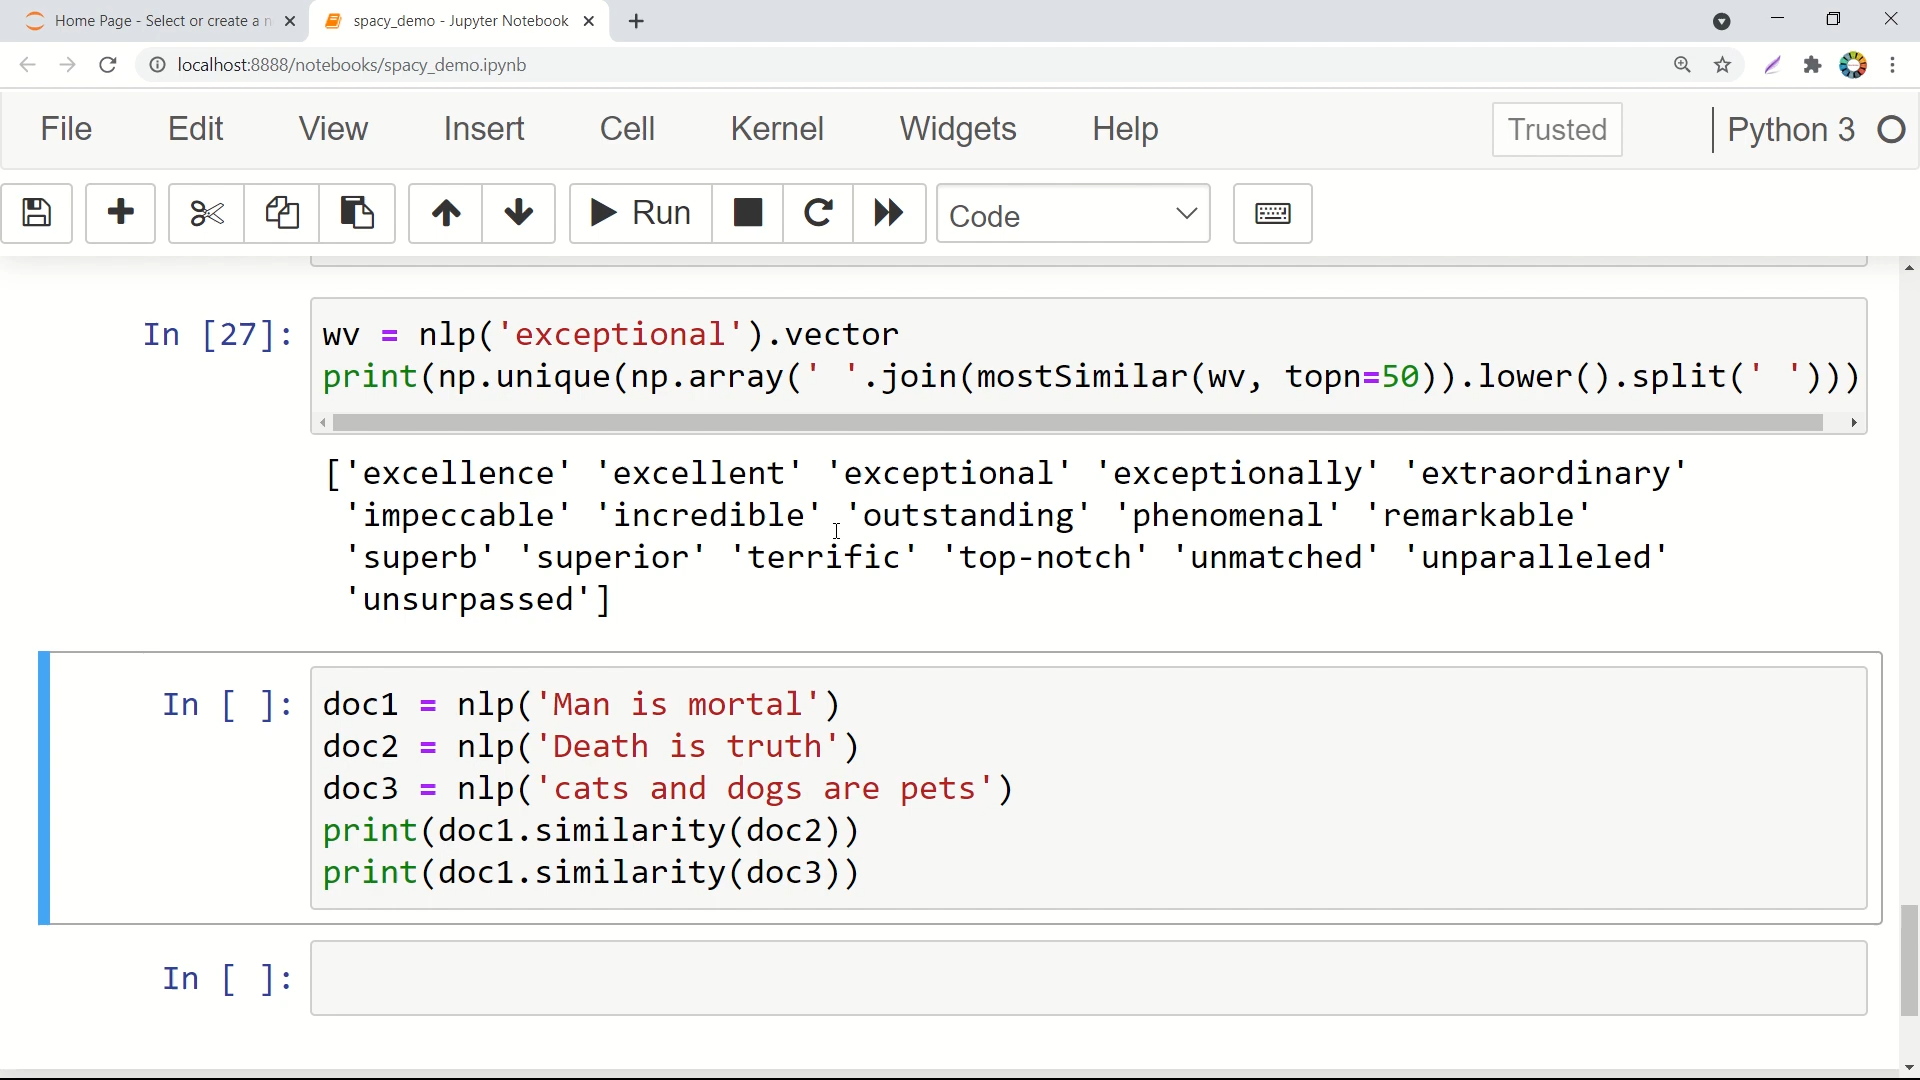 Home Page - Select or create a n
spacy_demo - Jupyter Notebook
localhost:8888/notebooks/spacy_demo.ipynb
File Edit View Insert Cell Kernel Widgets Help Trusted Python 3
Run Code
In [27]: wv = nlp('exceptional').vector
print(np.unique(np.array(' '.join(mostSimilar(wv, topn=50)).lower().split(' ')))
['excellence' 'excellent' 'exceptional' 'exceptionally' 'extraordinary'
'impeccable' 'incredible' 'outstanding' 'phenomenal' 'remarkable'
'superb' 'superior' 'terrific' 'top-notch' 'unmatched' 'unparalleled'
'unsurpassed']
In [ ]: doc1 = nlp('Man is mortal')
doc2 = nlp('Death is truth')
doc3 = nlp('cats and dogs are pets')
print(doc1.similarity(doc2))
print(doc1.similarity(doc3))
In [ ]: